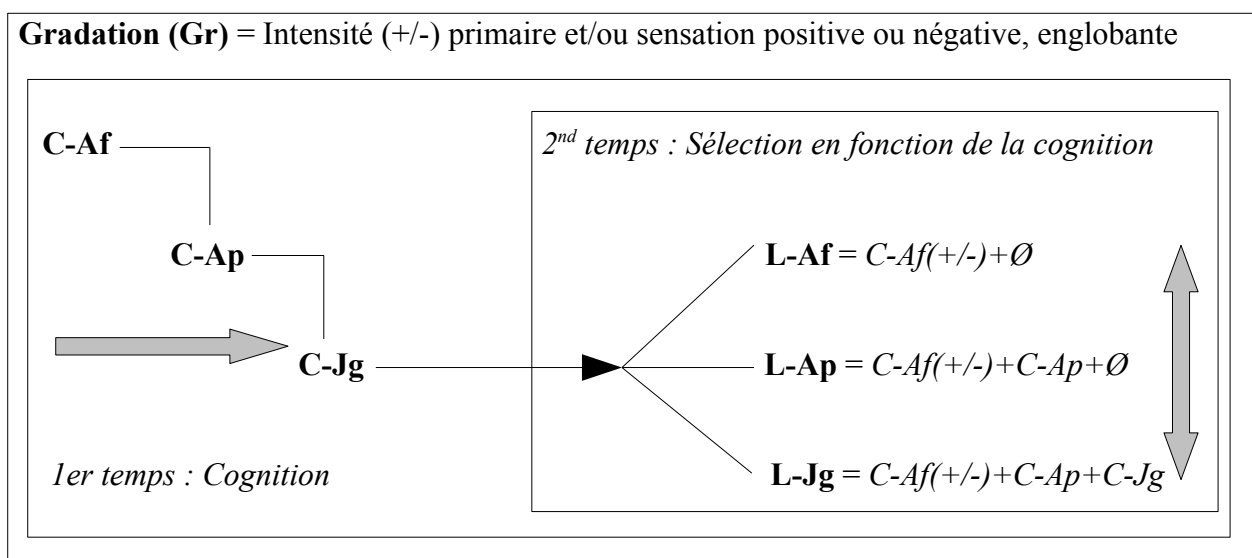 Gradation (Gr) = Intensité (+/-) primaire et/ou sensation positive ou négative, englobante
C-Af
2nd temps : Sélection en fonction de la cognition
C-Ap
L-Af = C-Af(+/-)+Ø
C-Jg
L-Ap = C-Af(+/-)+C-Ap+Ø
1er temps : Cognition
L-Jg = C-Af(+/-)+C-Ap+C-Jg